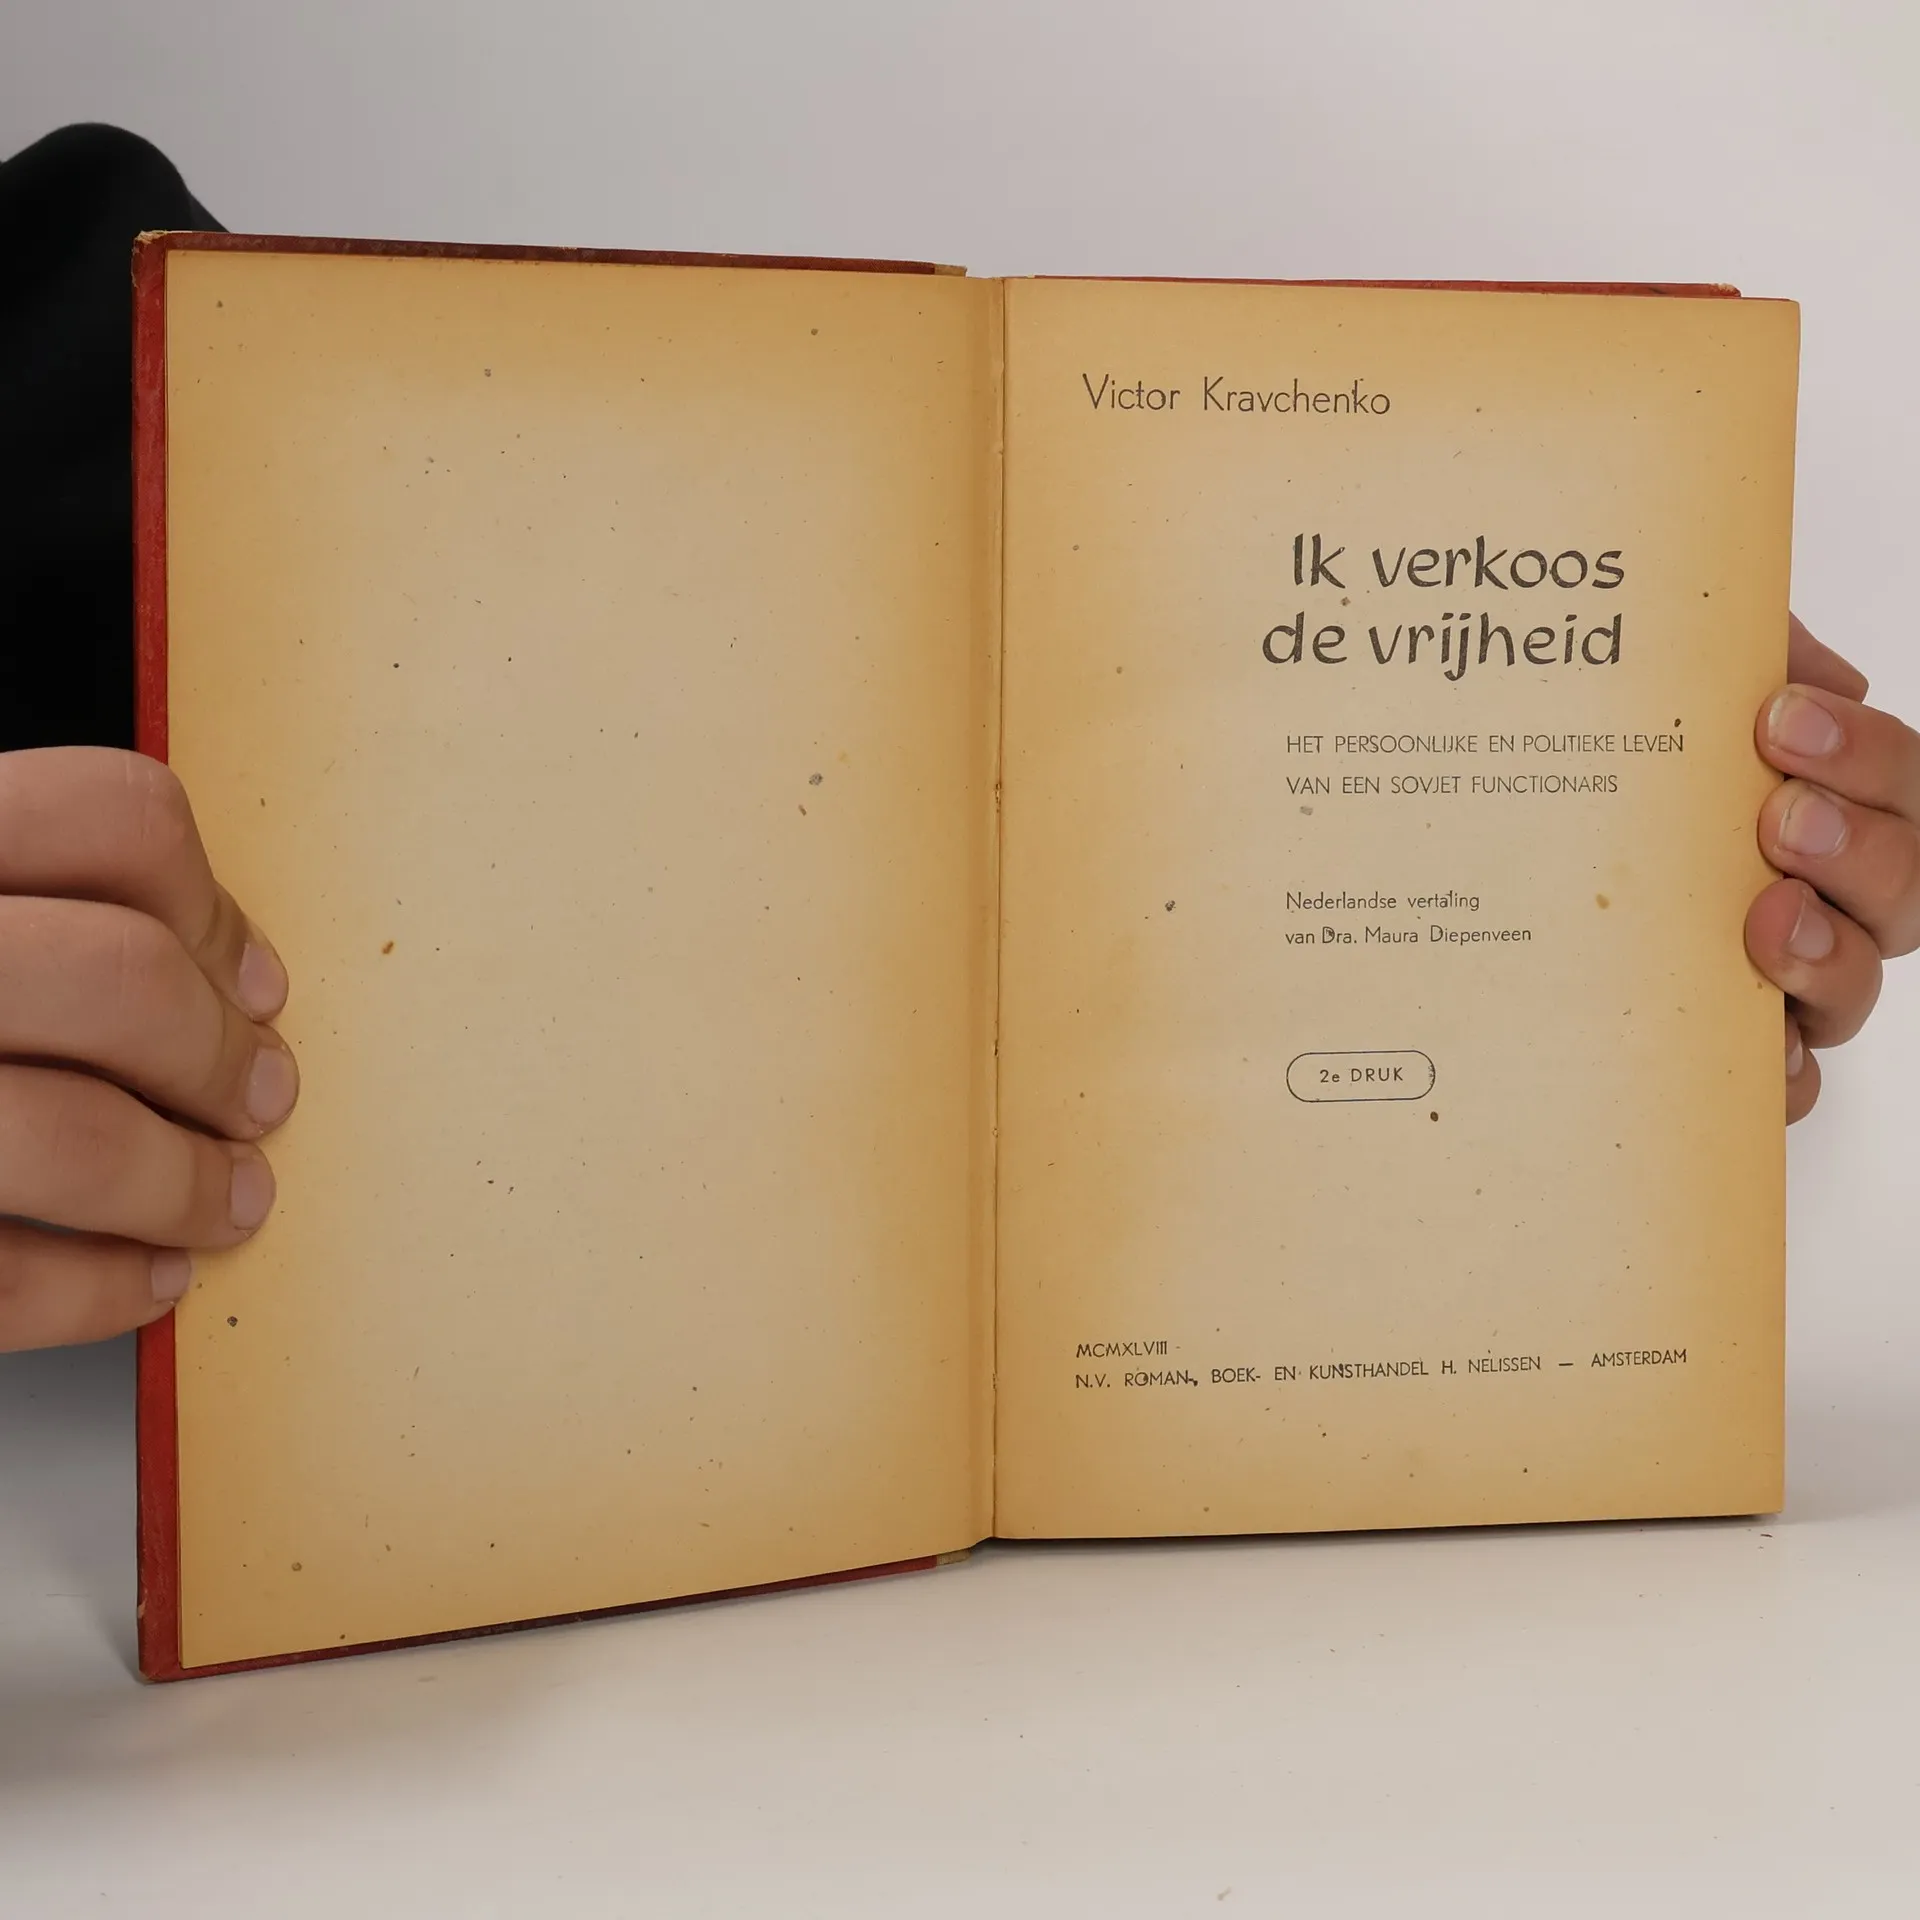 Victor Kravchenko
Ik verkoos
de vrijheid
HET PERSOONLIJKE EN POLITIEKE LEVEN
VAN EEN SOVJET FUNCTIONARIS
Nederlandse vertaling
van Dra. Maura Diepenveen
2e DRUK
MCMXLVIII
N.V. ROMAN-, BOEK- EN KUNSTHANDEL H. NELISSEN — AMSTERDAM